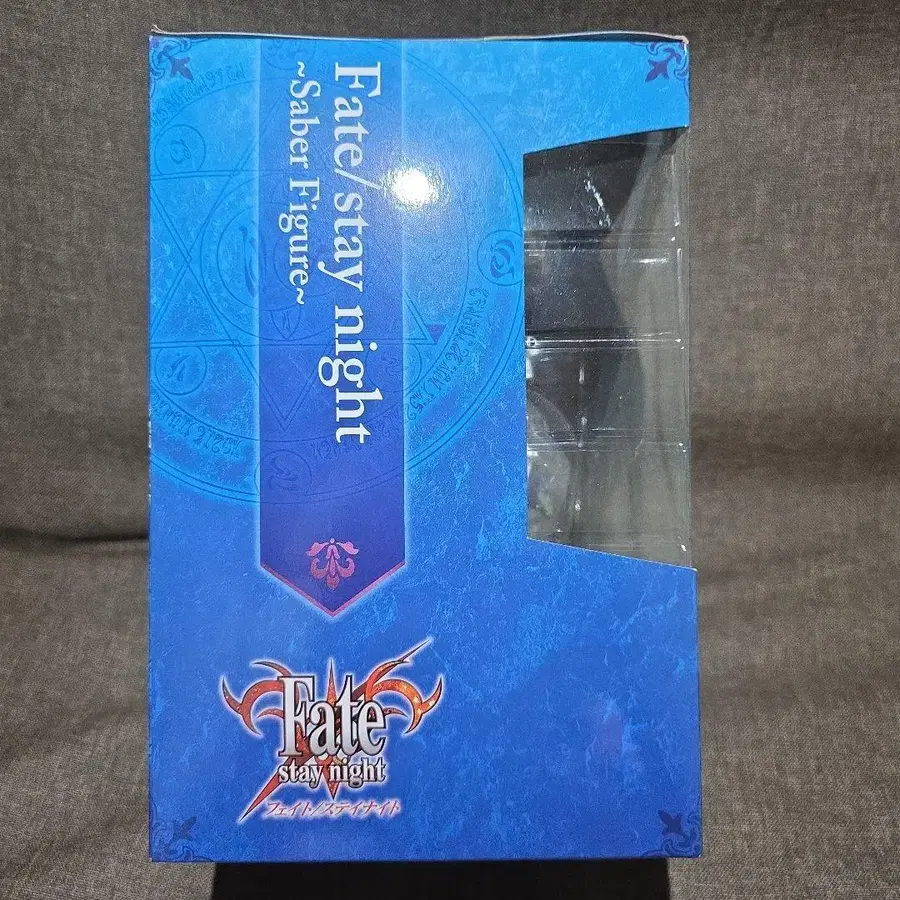 Fate/stay night
~Saber Figure~
Fate
stay night
フェイト/ステイナイト